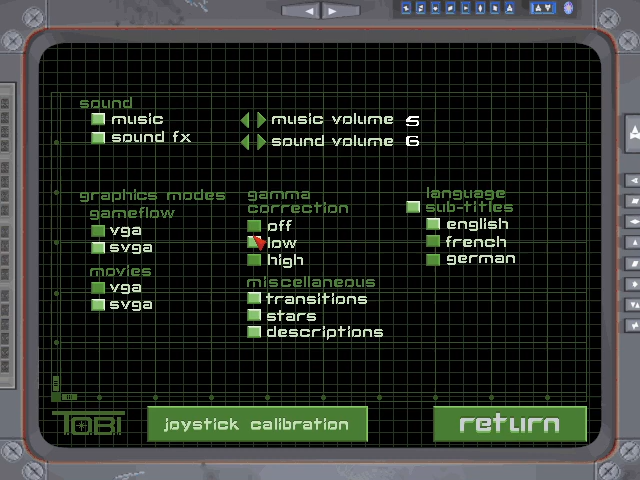 sound
music
sound fx
music volume 5
sound volume 6
graphics modes
gameflow
vga
svga
movies
vga
svga
gamma
correction
off
low
high
miscellaneous
transitions
stars
descriptions
language
sub-titles
english
french
german
TOBI
joystick calibration
return